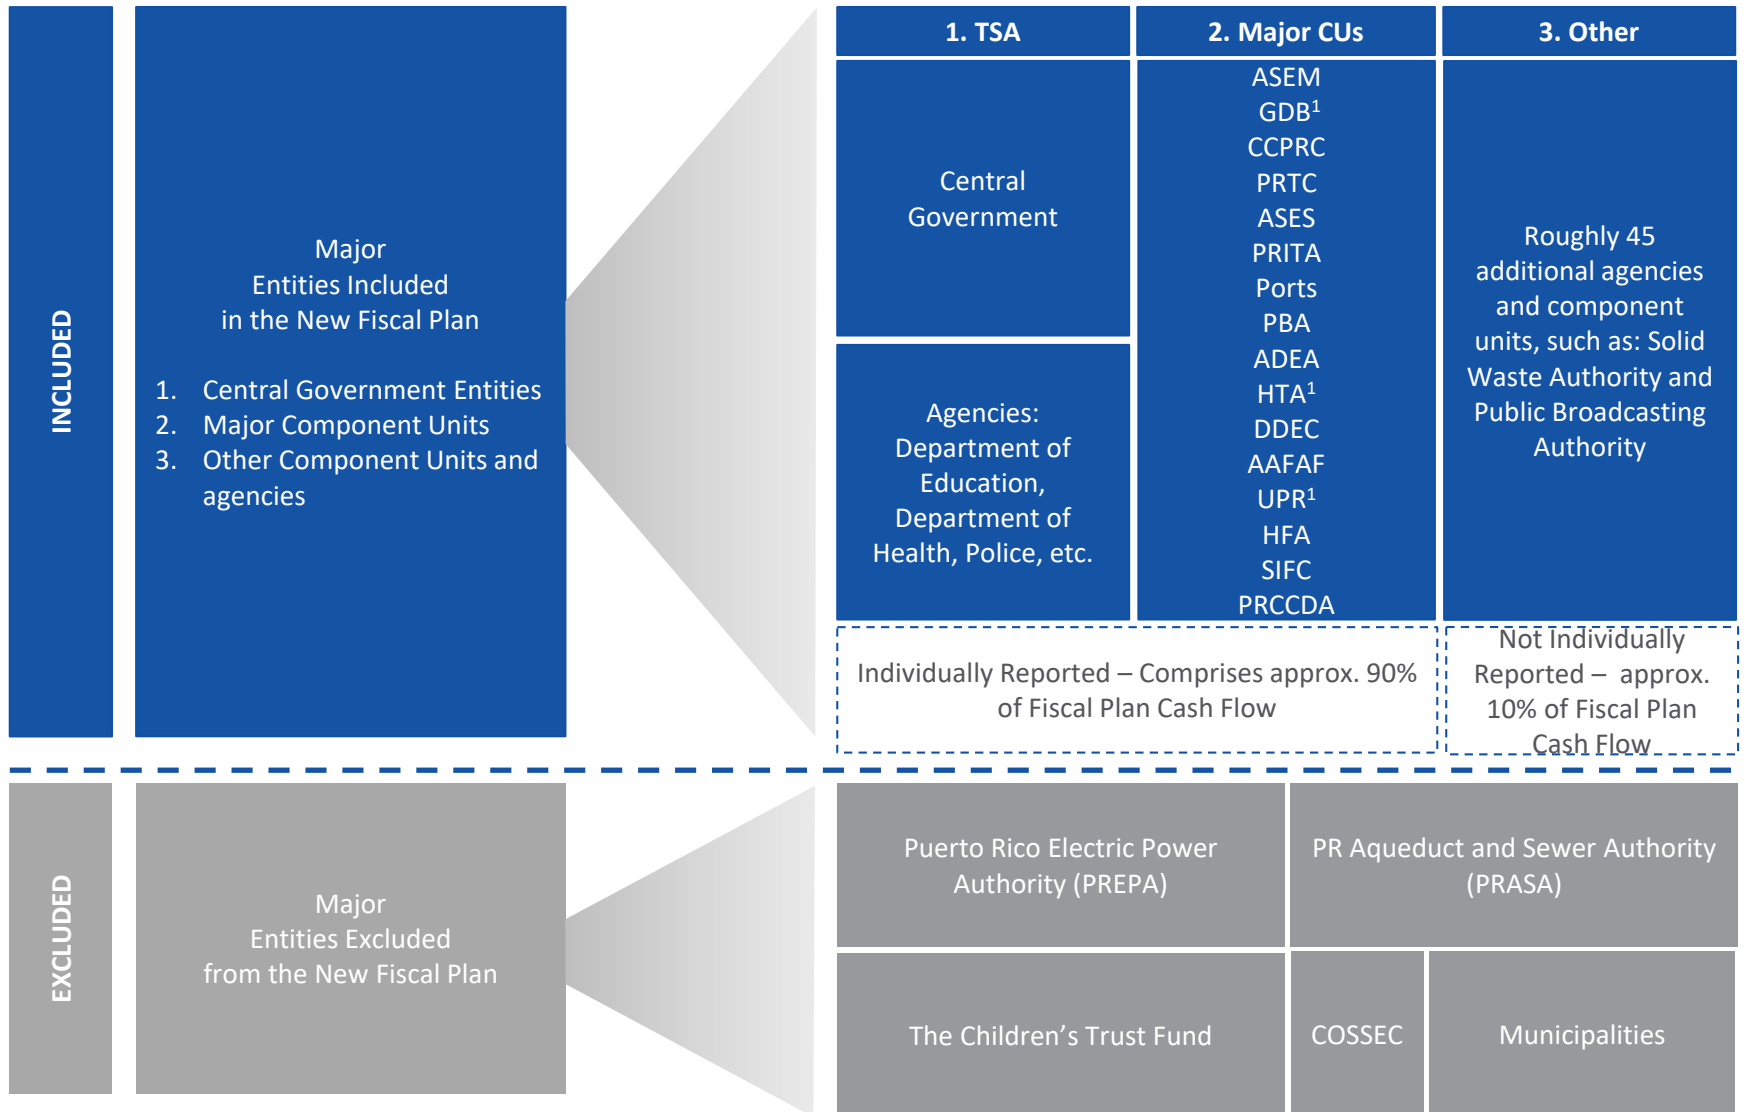 INCLUDED
Major
Entities Included
in the New Fiscal Plan
1. Central Government Entities
2. Major Component Units
3. Other Component Units and
agencies
1. TSA
Central
Government
Agencies:
Department of
Education,
Department of
Health, Police, etc.
2. Major CUs
ASEM
GDB¹
CCPRC
PRTC
ASES
PRITA
Ports
PBA
ADEA
HTA¹
DDEC
AAFAF
UPR¹
HFA
SIFC
PRCCDA
3. Other
Roughly 45
additional agencies
and component
units, such as: Solid
Waste Authority and
Public Broadcasting
Authority
Individually Reported – Comprises approx. 90%
of Fiscal Plan Cash Flow
Not Individually
Reported – approx.
10% of Fiscal Plan
Cash Flow
EXCLUDED
Major
Entities Excluded
from the New Fiscal Plan
Puerto Rico Electric Power
Authority (PREPA)
PR Aqueduct and Sewer Authority
(PRASA)
The Children’s Trust Fund
COSSEC
Municipalities